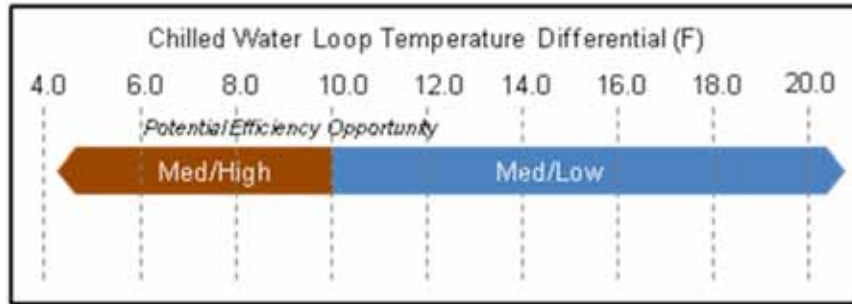 Chilled Water Loop Temperature Differential (F)
4.0 6.0 8.0 10.0 12.0 14.0 16.0 18.0 20.0
Potential Efficiency Opportunity
Med/High Med/Low